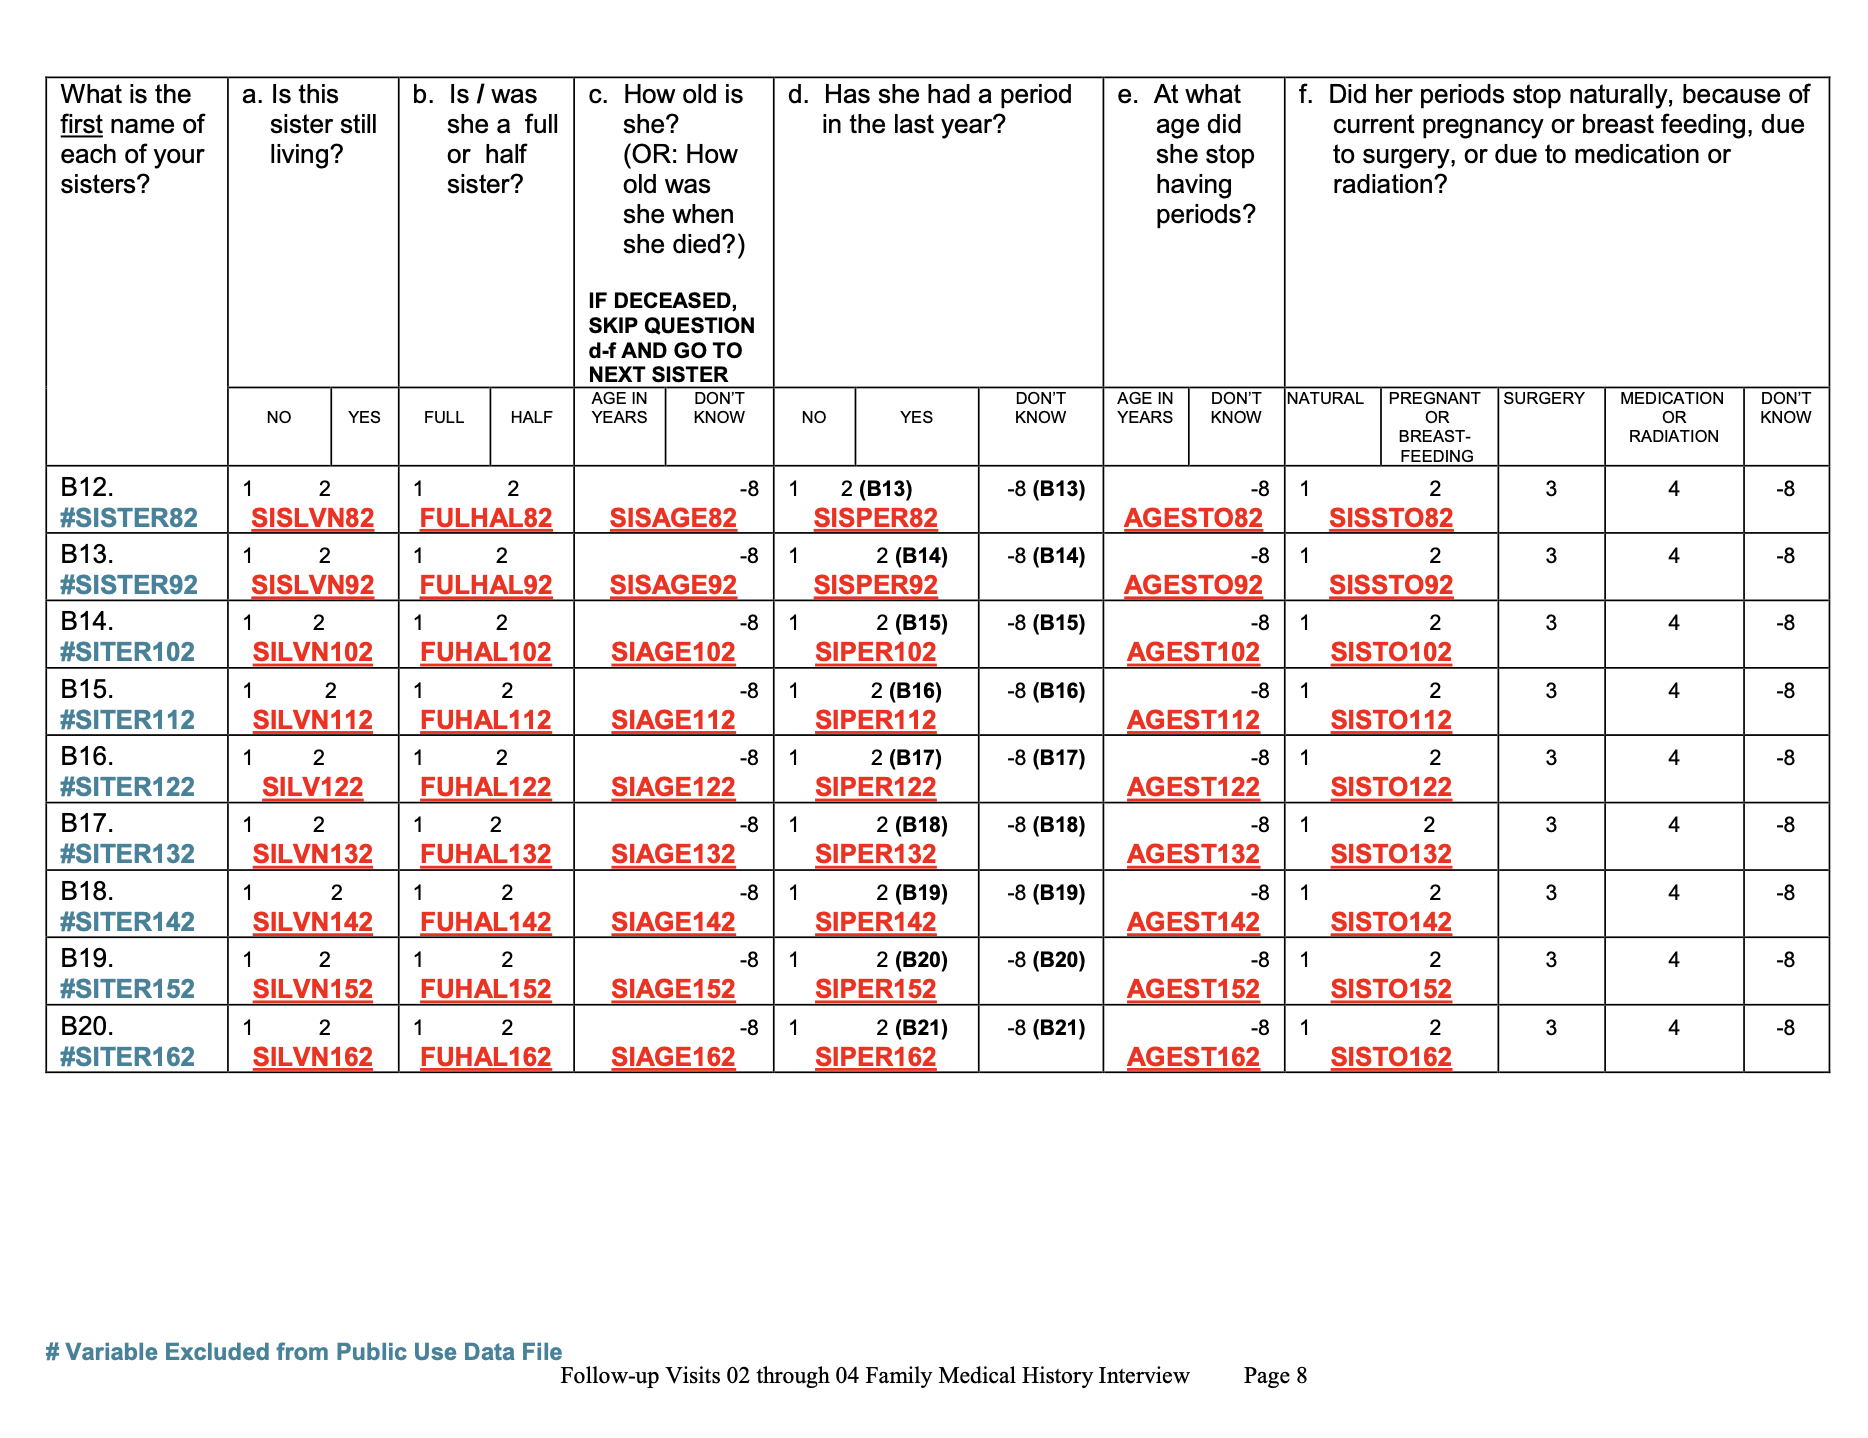 What is the first name of each of your sisters?
a. Is this sister still living?
b. Is / was she a full or half sister?
c. How old is she? (OR: How old was she when she died?)
IF DECEASED, SKIP QUESTION d-f AND GO TO NEXT SISTER
d. Has she had a period in the last year?
e. At what age did she stop having periods?
f. Did her periods stop naturally, because of current pregnancy or breast feeding, due to surgery, or due to medication or radiation?
NO YES FULL HALF AGE IN YEARS DON'T KNOW NO YES DON'T KNOW AGE IN YEARS DON'T KNOW NATURAL PREGNANT OR BREAST-FEEDING SURGERY MEDICATION OR RADIATION DON'T KNOW
B12. 1 2 1 2 -8 1 2 (B13) -8 (B13) -8 1 2 3 4 -8
#SISTER82 SISLVN82 FULHAL82 SISAGE82 SISPER82 AGESTO82 SISSTO82
B13. 1 2 1 2 -8 1 2 (B14) -8 (B14) -8 1 2 3 4 -8
#SISTER92 SISLVN92 FULHAL92 SISAGE92 SISPER92 AGESTO92 SISSTO92
B14. 1 2 1 2 -8 1 2 (B15) -8 (B15) -8 1 2 3 4 -8
#SITER102 SILVN102 FUHAL102 SIAGE102 SIPER102 AGEST102 SISTO102
B15. 1 2 1 2 -8 1 2 (B16) -8 (B16) -8 1 2 3 4 -8
#SITER112 SILVN112 FUHAL112 SIAGE112 SIPER112 AGEST112 SISTO112
B16. 1 2 1 2 -8 1 2 (B17) -8 (B17) -8 1 2 3 4 -8
#SITER122 SILV122 FUHAL122 SIAGE122 SIPER122 AGEST122 SISTO122
B17. 1 2 1 2 -8 1 2 (B18) -8 (B18) -8 1 2 3 4 -8
#SITER132 SILVN132 FUHAL132 SIAGE132 SIPER132 AGEST132 SISTO132
B18. 1 2 1 2 -8 1 2 (B19) -8 (B19) -8 1 2 3 4 -8
#SITER142 SILVN142 FUHAL142 SIAGE142 SIPER142 AGEST142 SISTO142
B19. 1 2 1 2 -8 1 2 (B20) -8 (B20) -8 1 2 3 4 -8
#SITER152 SILVN152 FUHAL152 SIAGE152 SIPER152 AGEST152 SISTO152
B20. 1 2 1 2 -8 1 2 (B21) -8 (B21) -8 1 2 3 4 -8
#SITER162 SILVN162 FUHAL162 SIAGE162 SIPER162 AGEST162 SISTO162
# Variable Excluded from Public Use Data File
Follow-up Visits 02 through 04 Family Medical History Interview Page 8